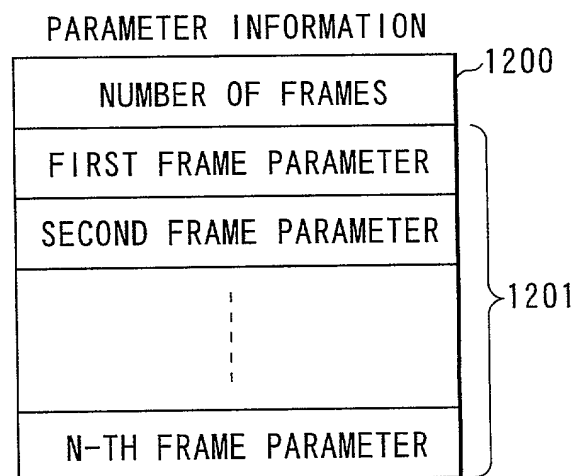 PARAMETER INFORMATION
1200
NUMBER OF FRAMES
FIRST FRAME PARAMETER
SECOND FRAME PARAMETER
1201
N-TH FRAME PARAMETER